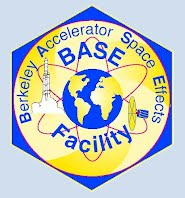 Berkeley Accelerator Space Effects
BASE
Facility